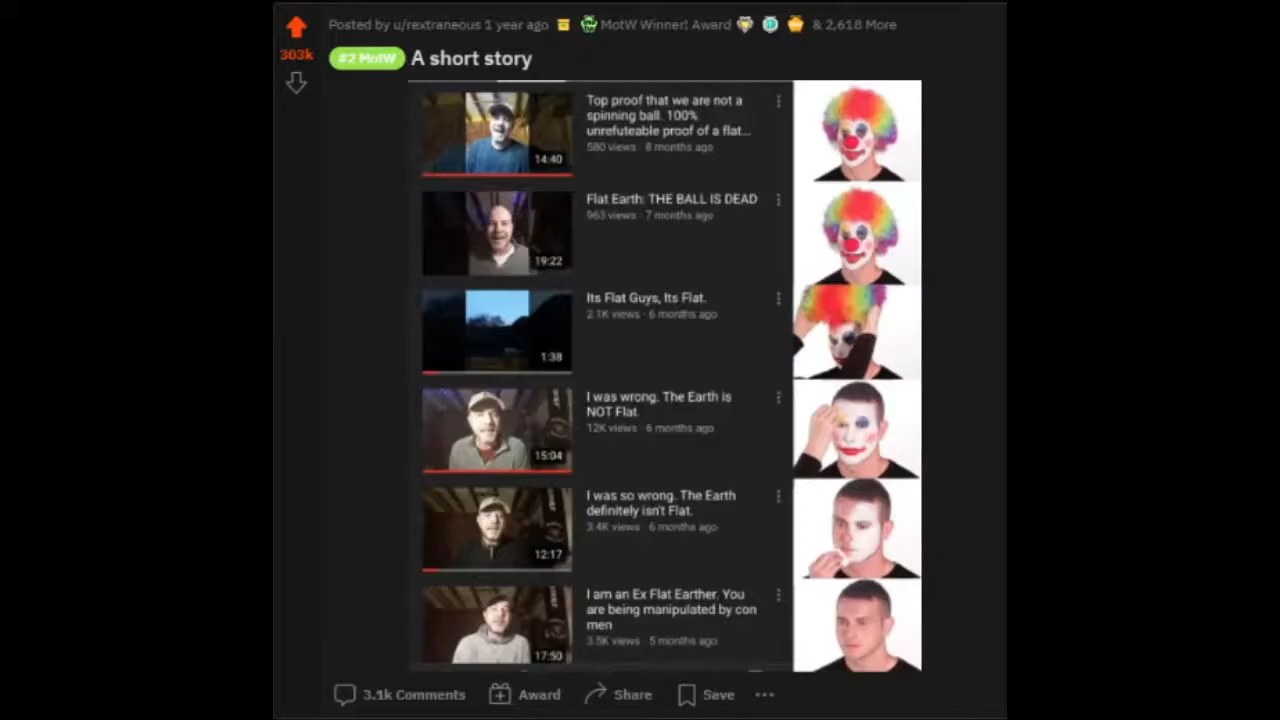 Posted by u/rextraneous 1 year ago MotW Winner! Award & 2,618 More
303k
#2 MotW A short story
Top proof that we are not a
spinning ball. 100%
unrefuteable proof of a flat...
580 views · 8 months ago
14:40
Flat Earth: THE BALL IS DEAD
963 views · 7 months ago
19:22
Its Flat Guys, Its Flat.
2.1K views · 6 months ago
1:38
I was wrong. The Earth is
NOT Flat.
12K views · 6 months ago
15:04
I was so wrong. The Earth
definitely isn't Flat.
3.4K views · 6 months ago
12:17
I am an Ex Flat Earther. You
are being manipulated by con
men
3.5K views · 5 months ago
17:50
3.1k Comments Award Share Save